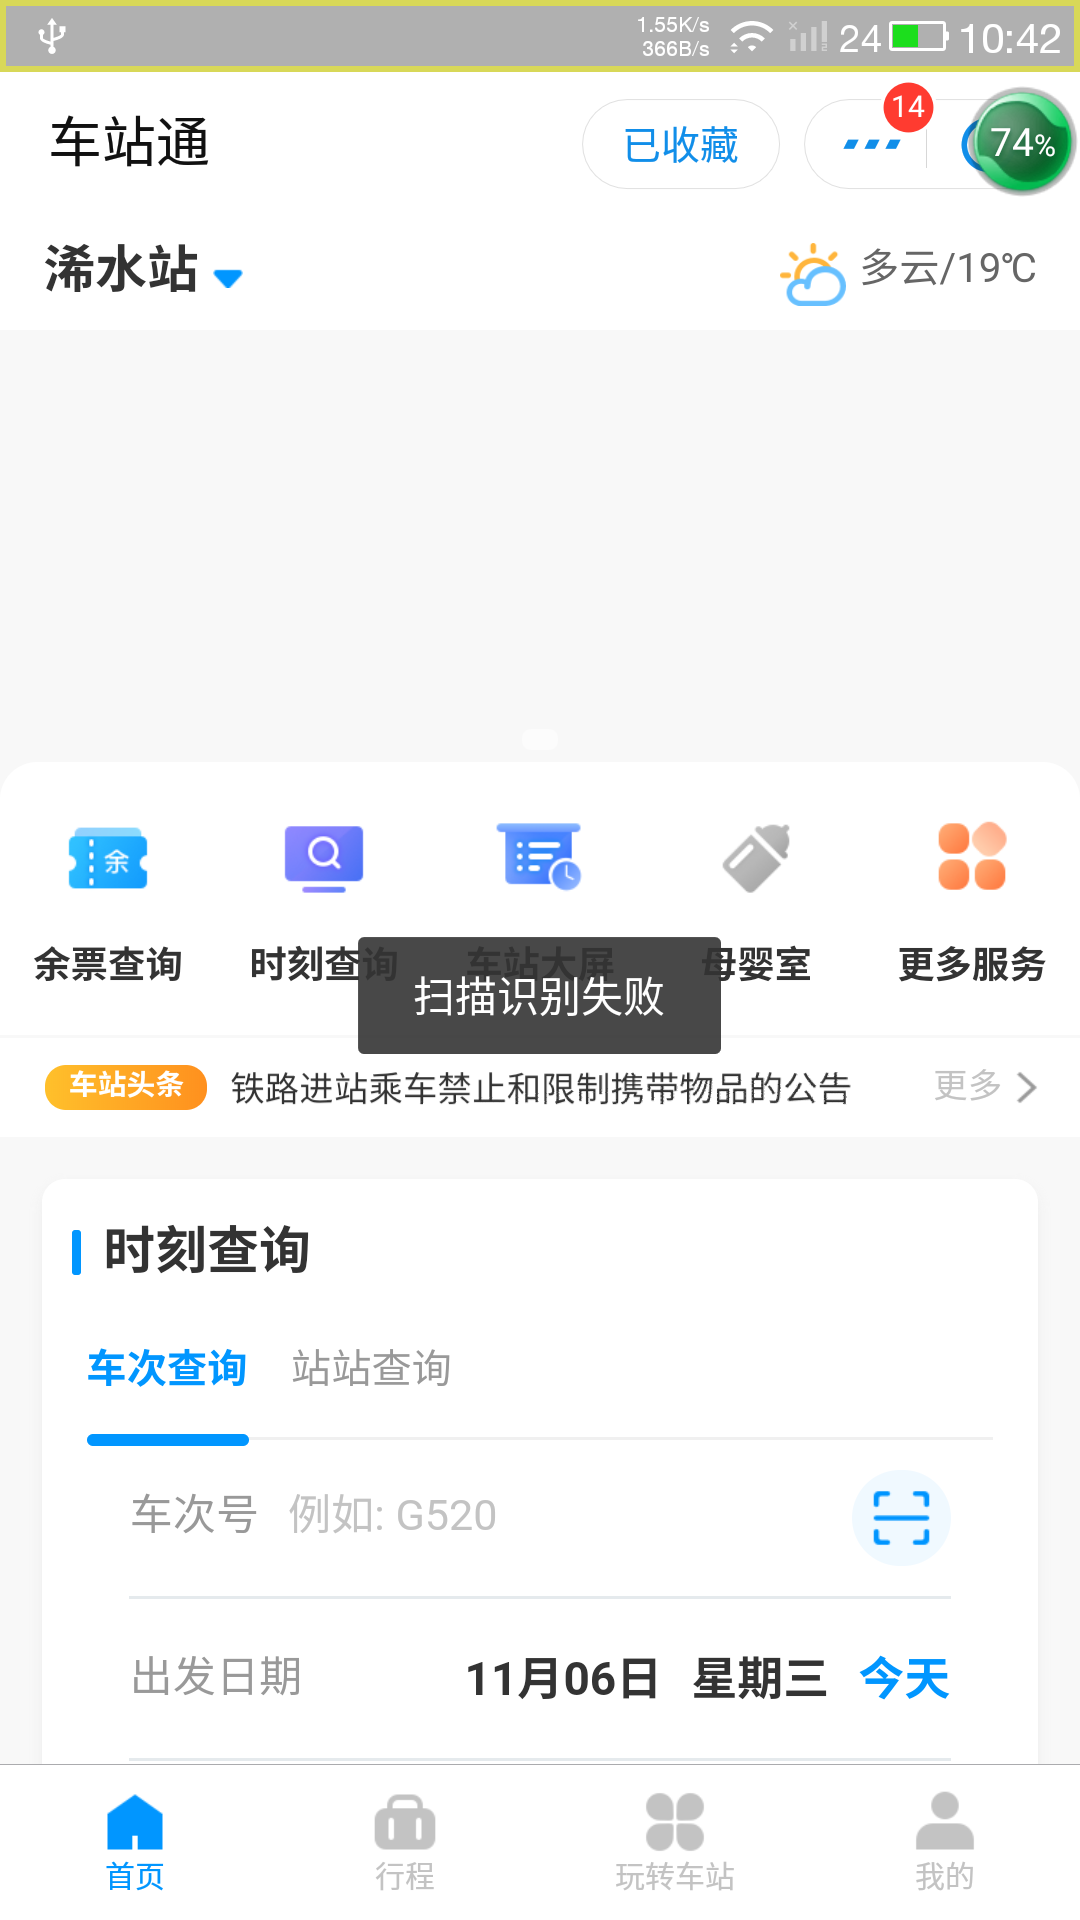 1.55K/s
366B/s
24
10:42
车站通
已收藏
14
74%
浠水站
多云/19℃
余
余票查询
时刻查询
车站大屏
母婴室
更多服务
扫描识别失败
车站头条
铁路进站乘车禁止和限制携带物品的公告
更多
时刻查询
车次查询
站站查询
车次号
例如: G520
出发日期
11月06日 星期三 今天
首页
行程
玩转车站
我的